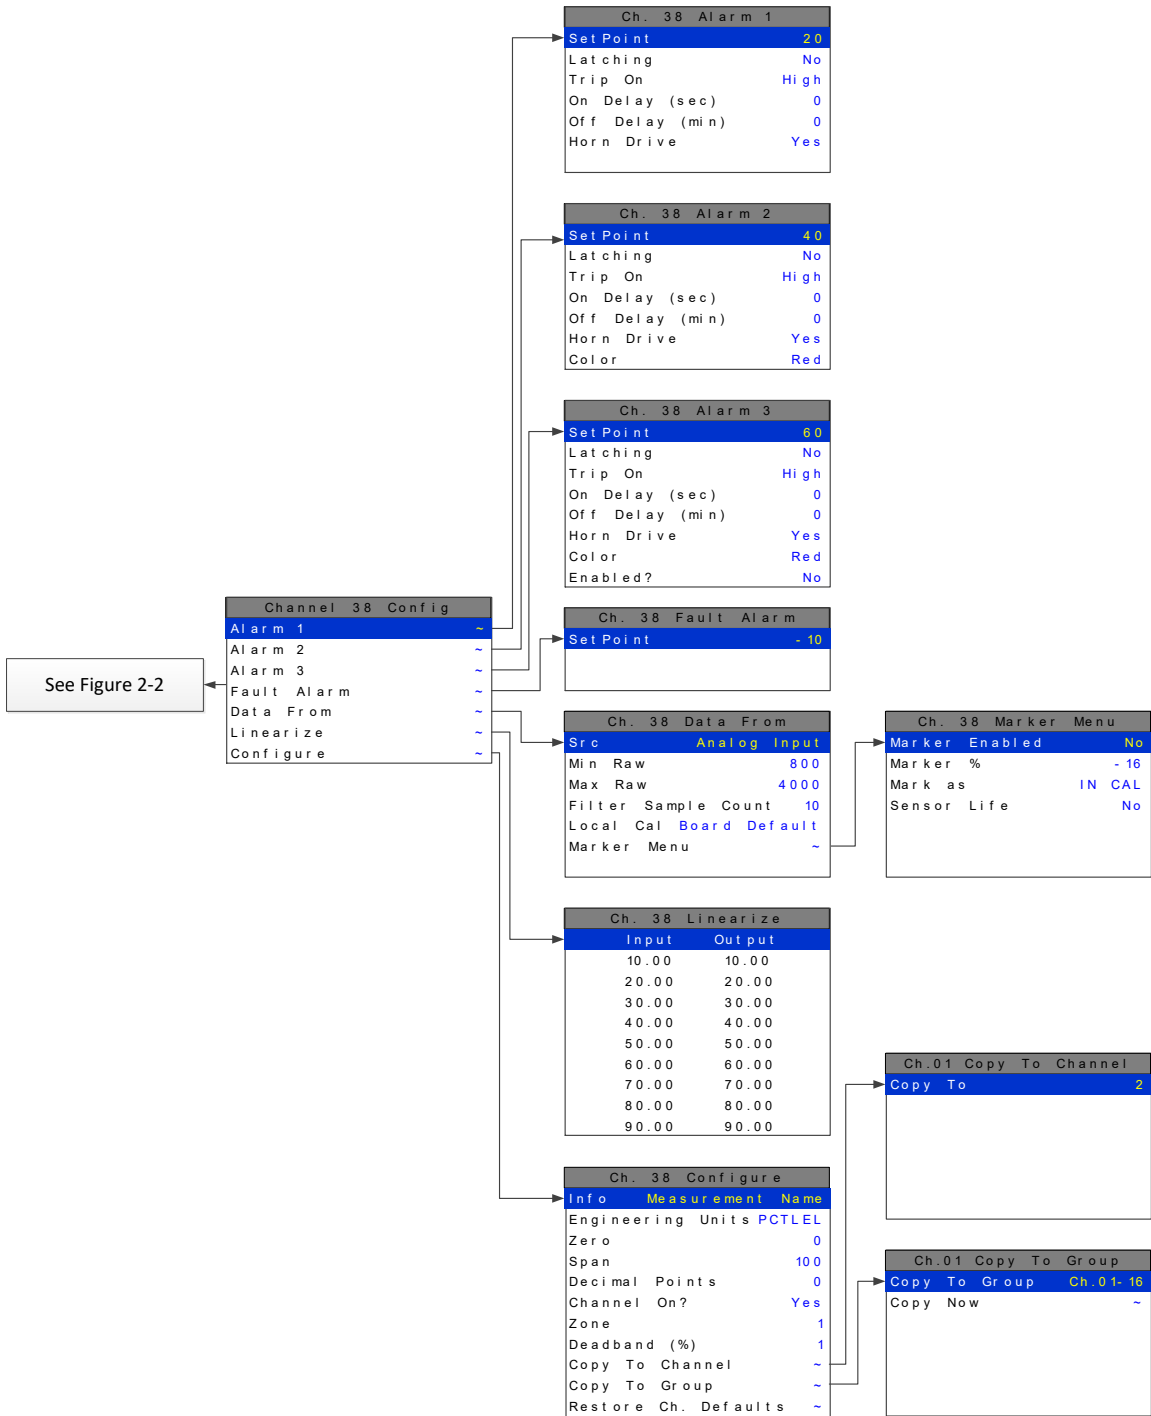 Ch. 38 Alarm 1
SetPoint 20
Latching No
Trip On High
On Delay (sec) 0
Off Delay (min) 0
Horn Drive Yes
Ch. 38 Alarm 2
SetPoint 40
Latching No
Trip On High
On Delay (sec) 0
Off Delay (min) 0
Horn Drive Yes
Color Red
Ch. 38 Alarm 3
SetPoint 60
Latching No
Trip On High
On Delay (sec) 0
Off Delay (min) 0
Horn Drive Yes
Color Red
Enabled? No
See Figure 2-2
Channel 38 Config
Alarm 1 ~
Alarm 2 ~
Alarm 3 ~
Fault Alarm ~
Data From ~
Linearize ~
Configure ~
Ch. 38 Fault Alarm
SetPoint -10
Ch. 38 Data From
Src Analog Input
Min Raw 800
Max Raw 4000
Filter Sample Count 10
Local Cal Board Default
Marker Menu ~
Ch. 38 Marker Menu
Marker Enabled No
Marker % -16
Mark as IN CAL
Sensor Life No
Ch. 38 Linearize
Input Output
10.00 10.00
20.00 20.00
30.00 30.00
40.00 40.00
50.00 50.00
60.00 60.00
70.00 70.00
80.00 80.00
90.00 90.00
Ch. 38 Configure
Info Measurement Name
Engineering Units PCTLEL
Zero 0
Span 100
Decimal Points 0
Channel On? Yes
Zone 1
Deadband (%) 1
Copy To Channel ~
Copy To Group ~
Restore Ch. Defaults ~
Ch.01 Copy To Channel
Copy To 2
Ch.01 Copy To Group
Copy To Group Ch.01-16
Copy Now ~